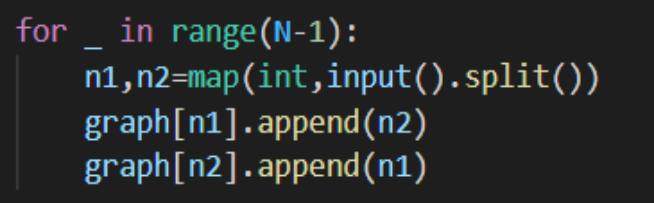 for _ in range(N-1):
    n1,n2=map(int,input().split())
    graph[n1].append(n2)
    graph[n2].append(n1)